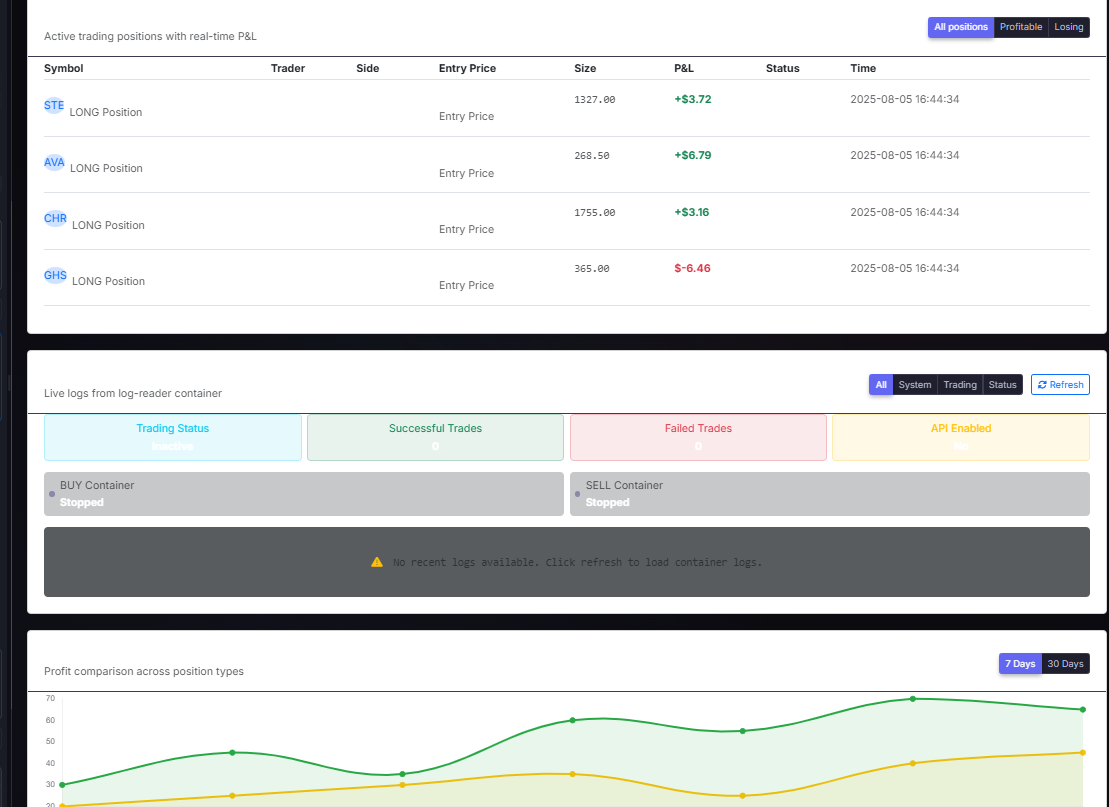 Active trading positions with real-time P&L
All positions Profitable Losing
Symbol Trader Side Entry Price Size P&L Status Time
STE LONG Position Entry Price 1327.00 +$3.72 2025-08-05 16:44:34
AVA LONG Position Entry Price 268.50 +$6.79 2025-08-05 16:44:34
CHR LONG Position Entry Price 1755.00 +$3.16 2025-08-05 16:44:34
GHS LONG Position Entry Price 365.00 $-6.46 2025-08-05 16:44:34
Live logs from log-reader container
All System Trading Status Refresh
Trading Status Successful Trades Failed Trades API Enabled
Inactive 0 0 No
BUY Container SELL Container
Stopped Stopped
No recent logs available. Click refresh to load container logs.
Profit comparison across position types
7 Days 30 Days
70
60
50
40
30
20